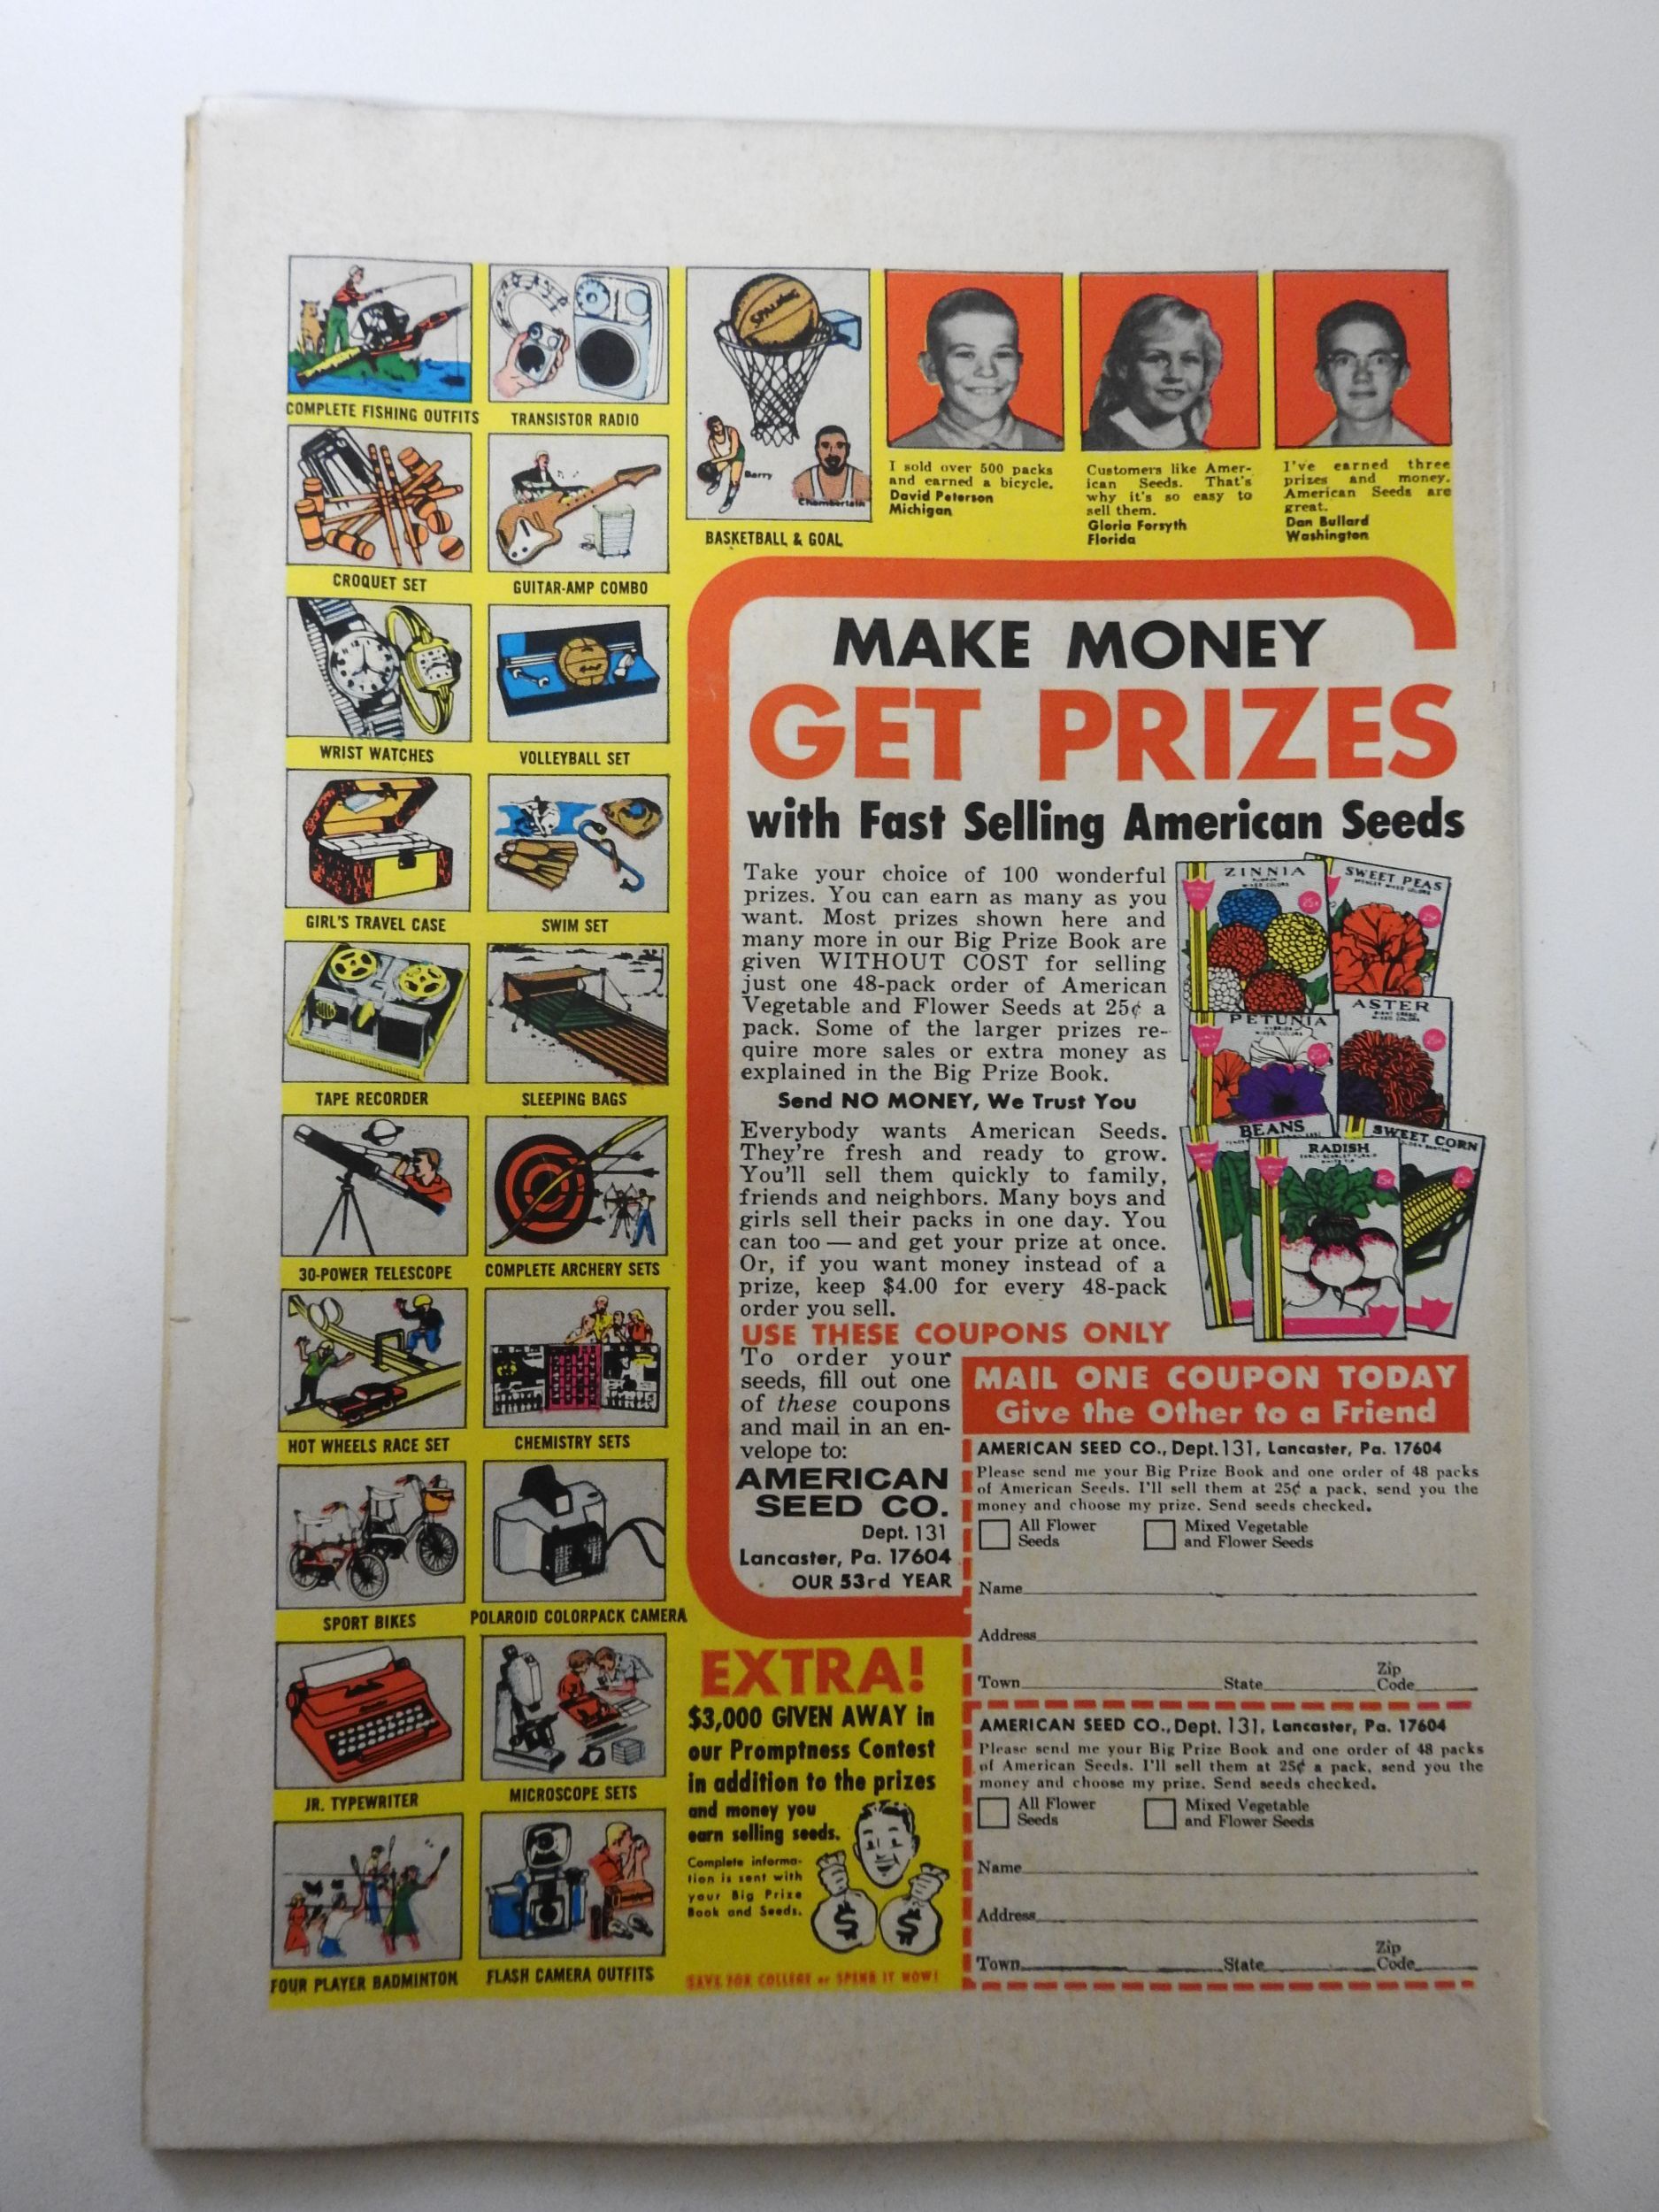 COMPLETE FISHING OUTFITS
TRANSISTOR RADIO
CROQUET SET
GUITAR-AMP COMBO
WRIST WATCHES
VOLLEYBALL SET
GIRL'S TRAVEL CASE
SWIM SET
TAPE RECORDER
SLEEPING BAGS
30-POWER TELESCOPE
COMPLETE ARCHERY SETS
HOT WHEELS RACE SET
CHEMISTRY SETS
SPORT BIKES
POLAROID COLORPACK CAMERA
JR. TYPEWRITER
MICROSCOPE SETS
FOUR PLAYER BADMINTON
FLASH CAMERA OUTFITS
SPALDING
Barry
Chamberlain
BASKETBALL & GOAL
I sold over 500 packs
and earned a bicycle.
David Peterson
Michigan
Customers like Amer-
ican Seeds. That's
why it's so easy to
sell them.
Gloria Forsyth
Florida
I've earned three
prizes and money.
American Seeds are
great.
Dan Bullard
Washington
MAKE MONEY
GET PRIZES
with Fast Selling American Seeds
Take your choice of 100 wonderful
prizes. You can earn as many as you
want. Most prizes shown here and
many more in our Big Prize Book are
given WITHOUT COST for selling
just one 48-pack order of American
Vegetable and Flower Seeds at 25¢ a
pack. Some of the larger prizes re-
quire more sales or extra money as
explained in the Big Prize Book.
Send NO MONEY, We Trust You
Everybody wants American Seeds.
They're fresh and ready to grow.
You'll sell them quickly to family,
friends and neighbors. Many boys and
girls sell their packs in one day. You
can too — and get your prize at once.
Or, if you want money instead of a
prize, keep $4.00 for every 48-pack
order you sell.
ZINNIA
MIXED COLORS
25¢
SWEET PEAS
25¢
PETUNIA
25¢
ASTER
MIXED COLORS
25¢
BEANS
RADISH
25¢
SWEET CORN
25¢
USE THESE COUPONS ONLY
To order your
seeds, fill out one
of these coupons
and mail in an en-
velope to:
AMERICAN
SEED CO.
Dept. 131
Lancaster, Pa. 17604
OUR 53rd YEAR
MAIL ONE COUPON TODAY
Give the Other to a Friend
AMERICAN SEED CO., Dept. 131, Lancaster, Pa. 17604
Please send me your Big Prize Book and one order of 48 packs
of American Seeds. I'll sell them at 25¢ a pack, send you the
money and choose my prize. Send seeds checked.
All Flower Seeds
Mixed Vegetable and Flower Seeds
Name
Address
Town State Zip Code
AMERICAN SEED CO., Dept. 131, Lancaster, Pa. 17604
Please send me your Big Prize Book and one order of 48 packs
of American Seeds. I'll sell them at 25¢ a pack, send you the
money and choose my prize. Send seeds checked.
All Flower Seeds
Mixed Vegetable and Flower Seeds
Name
Address
Town State Zip Code
EXTRA!
$3,000 GIVEN AWAY in
our Promptness Contest
in addition to the prizes
and money you
earn selling seeds.
Complete informa-
tion is sent with
your Big Prize
Book and Seeds.
$ $
SAVE FOR COLLEGE or SPEND IT NOW!